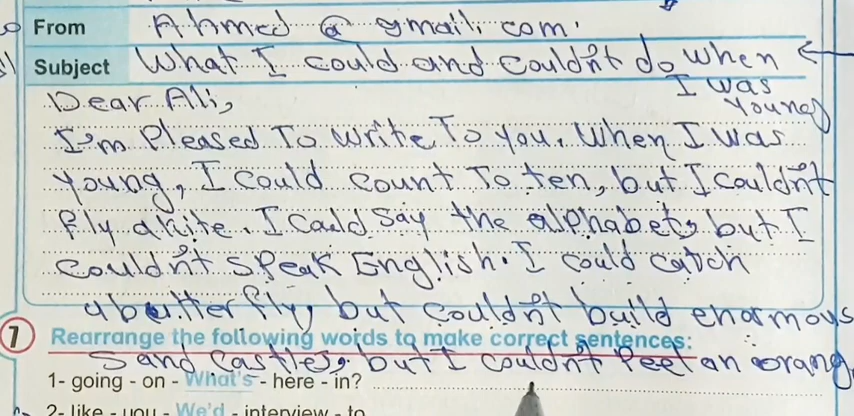 From Ahmed @ gmail. com.
Subject What I could and couldn't do when
I was
young
Dear Ali,
I'm Pleased To write To you. When I was
young, I could count To ten, but I couldn't
fly a kite. I could say the alphabets but I
couldn't speak English. I could catch
a butterfly, but couldn't build enormous
7 Rearrange the following words to make correct sentences:
sand castles, but I couldn't Peel an orang
1- going - on - What's - here - in?
2- like - you - We'd - interview - to